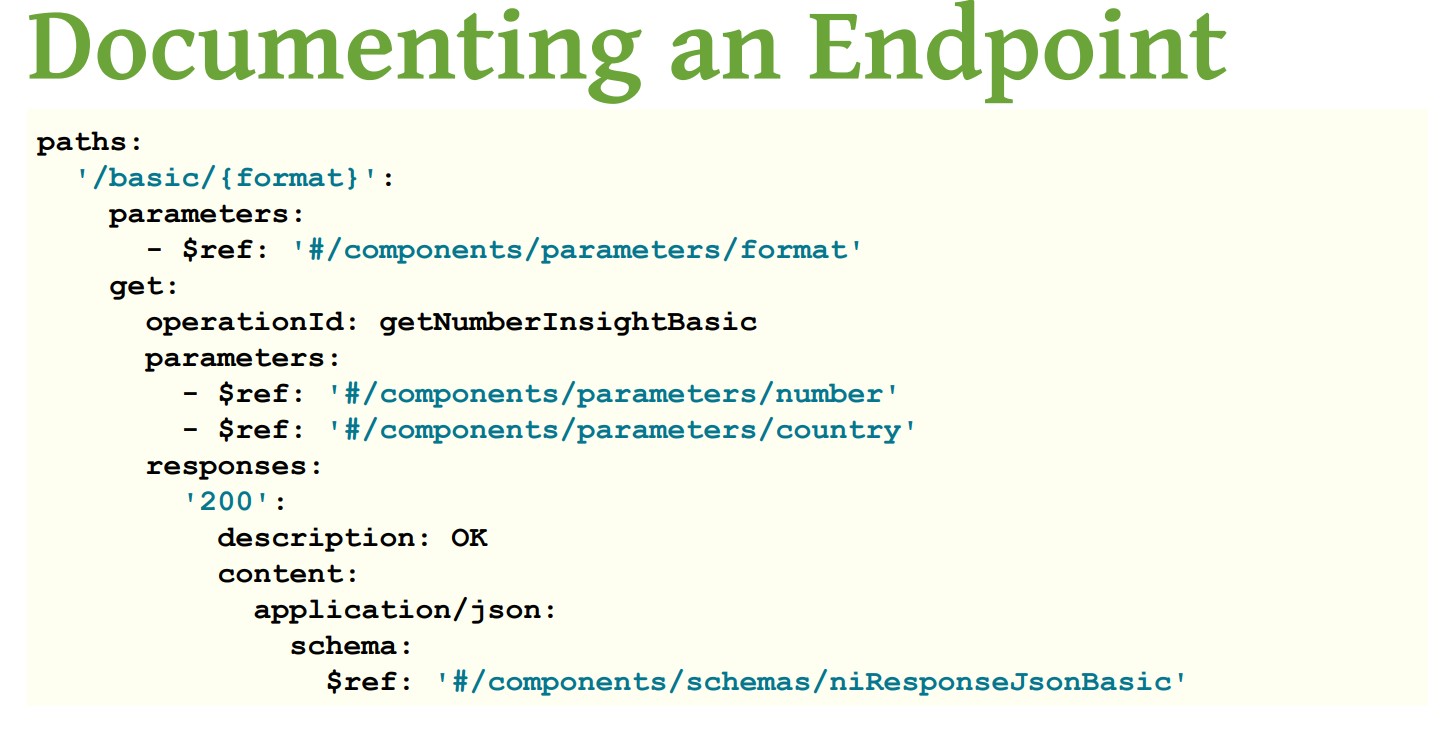 Documenting an Endpoint
paths:
  '/basic/{format}':
    parameters:
      - $ref: '#/components/parameters/format'
    get:
      operationId: getNumberInsightBasic
      parameters:
        - $ref: '#/components/parameters/number'
        - $ref: '#/components/parameters/country'
      responses:
        '200':
          description: OK
          content:
            application/json:
              schema:
                $ref: '#/components/schemas/niResponseJsonBasic'